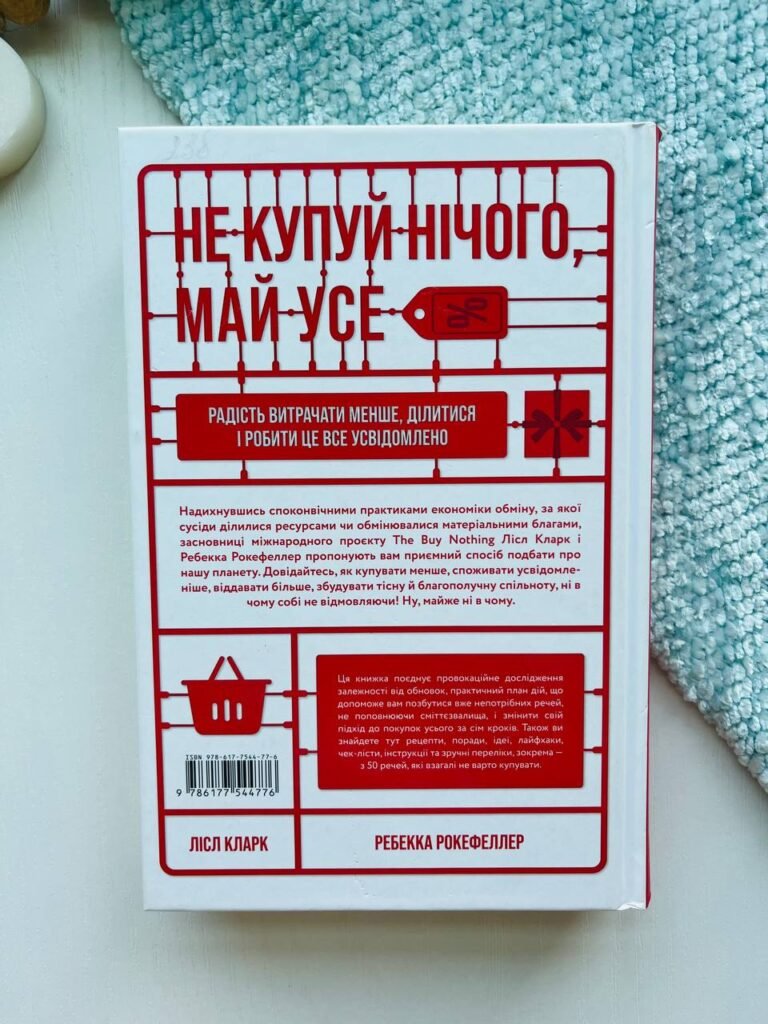 238
НЕ КУПУЙ НІЧОГО,
МАЙ УСЕ
%
РАДІСТЬ ВИТРАЧАТИ МЕНШЕ, ДІЛИТИСЯ
І РОБИТИ ЦЕ ВСЕ УСВІДОМЛЕНО
Надихнувшись споконвічними практиками економіки обміну, за якої
сусіди ділилися ресурсами чи обмінювалися матеріальними благами,
засновниці міжнародного проєкту The Buy Nothing Лісл Кларк і
Ребекка Рокефеллер пропонують вам приємний спосіб подбати про
нашу планету. Довідайтесь, як купувати менше, споживати усвідомле-
ніше, віддавати більше, збудувати тісну й благополучну спільноту, ні в
чому собі не відмовляючи! Ну, майже ні в чому.
Ця книжка поєднує провокаційне дослідження
залежності від обновок, практичний план дій, що
допоможе вам позбутися вже непотрібних речей,
не поповнюючи сміттєзвалища, і змінити свій
підхід до покупок усього за сім кроків. Також ви
знайдете тут рецепти, поради, ідеї, лайфхаки,
чек-лісти, інструкції та зручні переліки, зокрема —
з 50 речей, які взагалі не варто купувати.
ISBN 978-617-7544-77-6
9 786177 544776
ЛІСЛ КЛАРК
РЕБЕККА РОКЕФЕЛЛЕР